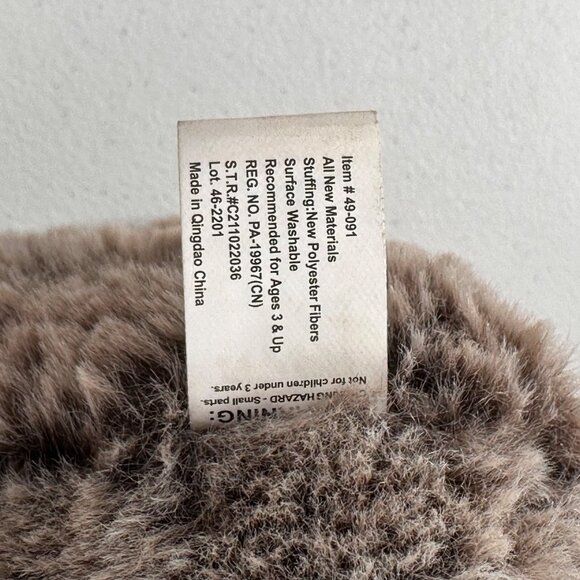 Item # 49-091
All New Materials
Stuffing:New Polyester Fibers
Surface Washable
Recommended for Ages 3 & Up
REG. NO. PA-19967(CN)
S.T.R.#C211022036
Lot. 46-2201
Made in Qingdao China
HAZARD - Small parts.
Not for children under 3 years.